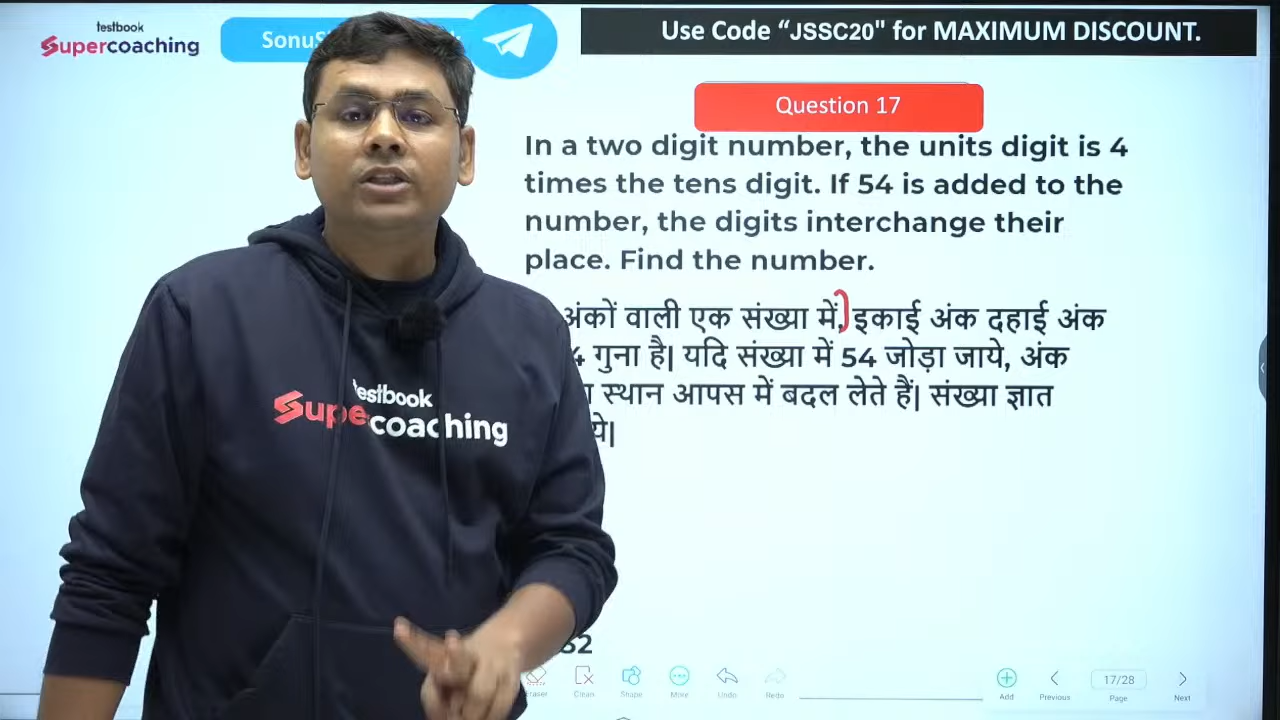 testbook
Supercoaching
Use Code “JSSC20" for MAXIMUM DISCOUNT.
Question 17
In a two digit number, the units digit is 4
times the tens digit. If 54 is added to the
number, the digits interchange their
place. Find the number.
अंकों वाली एक संख्या में, इकाई अंक दहाई अंक
4 गुना है| यदि संख्या में 54 जोड़ा जाये, अंक
स्थान आपस में बदल लेते हैं| संख्या ज्ञात
testbook
Supercoaching
Clean
Shape
More
Undo
Redo
Add
Previous
17/28
Page
Next